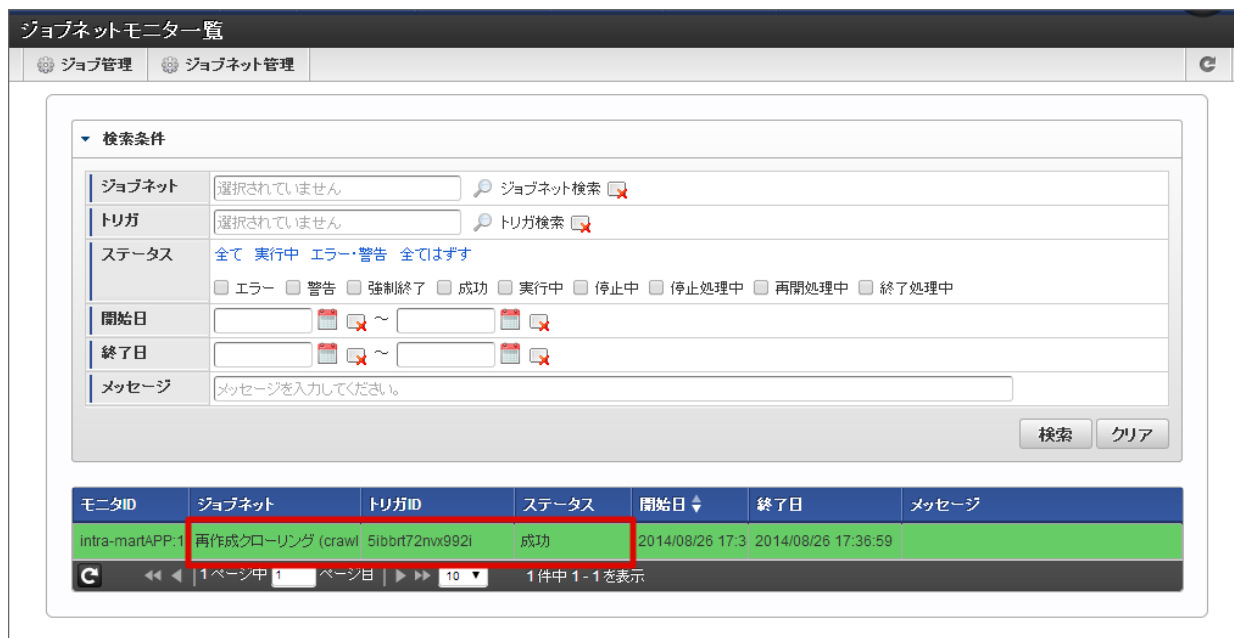 ジョブネットモニター一覧
ジョブ管理 ジョブネット管理
検索条件
ジョブネット 選択されていません ジョブネット検索
トリガ 選択されていません トリガ検索
ステータス 全て 実行中 エラー・警告 全てはずす
エラー 警告 強制終了 成功 実行中 停止中 停止処理中 再開処理中 終了処理中
開始日 ~
終了日 ~
メッセージ メッセージを入力してください。
検索 クリア
モニタID ジョブネット トリガID ステータス 開始日 終了日 メッセージ
intra-martAPP:1 再作成クローリング (crawl 5ibbrt72nvx992i 成功 2014/08/26 17:3 2014/08/26 17:36:59
1 ページ中 1 ページ目 10 1 件中 1 - 1 を表示